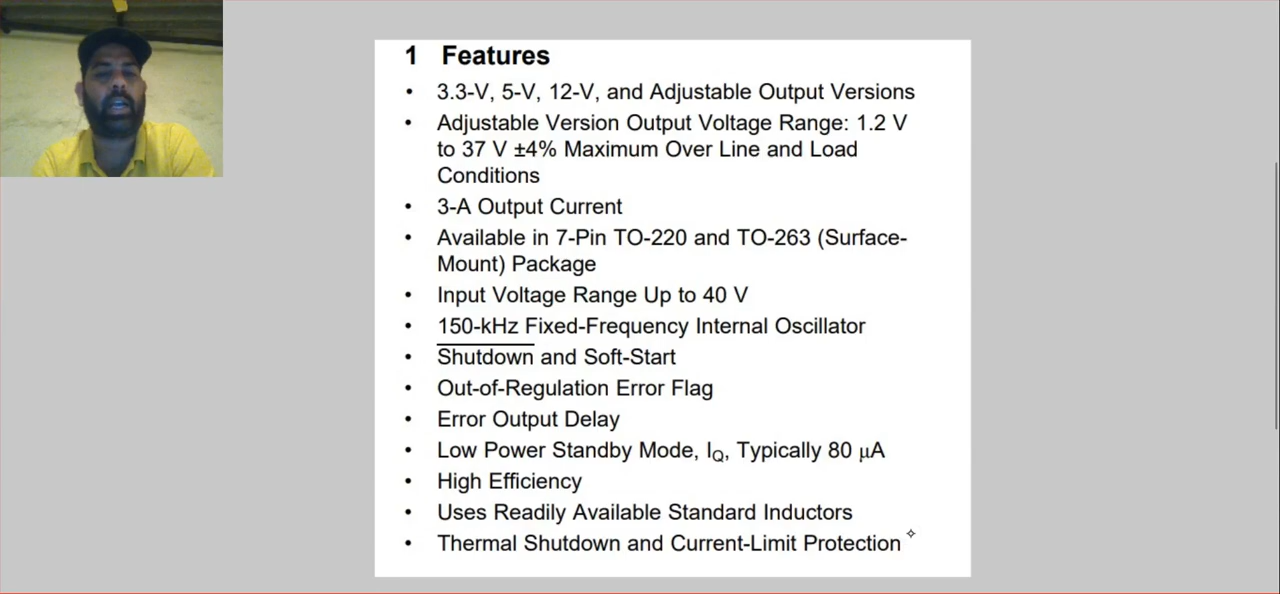 1 Features
• 3.3-V, 5-V, 12-V, and Adjustable Output Versions
• Adjustable Version Output Voltage Range: 1.2 V
to 37 V ±4% Maximum Over Line and Load
Conditions
• 3-A Output Current
• Available in 7-Pin TO-220 and TO-263 (Surface-
Mount) Package
• Input Voltage Range Up to 40 V
• 150-kHz Fixed-Frequency Internal Oscillator
• Shutdown and Soft-Start
• Out-of-Regulation Error Flag
• Error Output Delay
• Low Power Standby Mode, IQ, Typically 80 μA
• High Efficiency
• Uses Readily Available Standard Inductors
• Thermal Shutdown and Current-Limit Protection